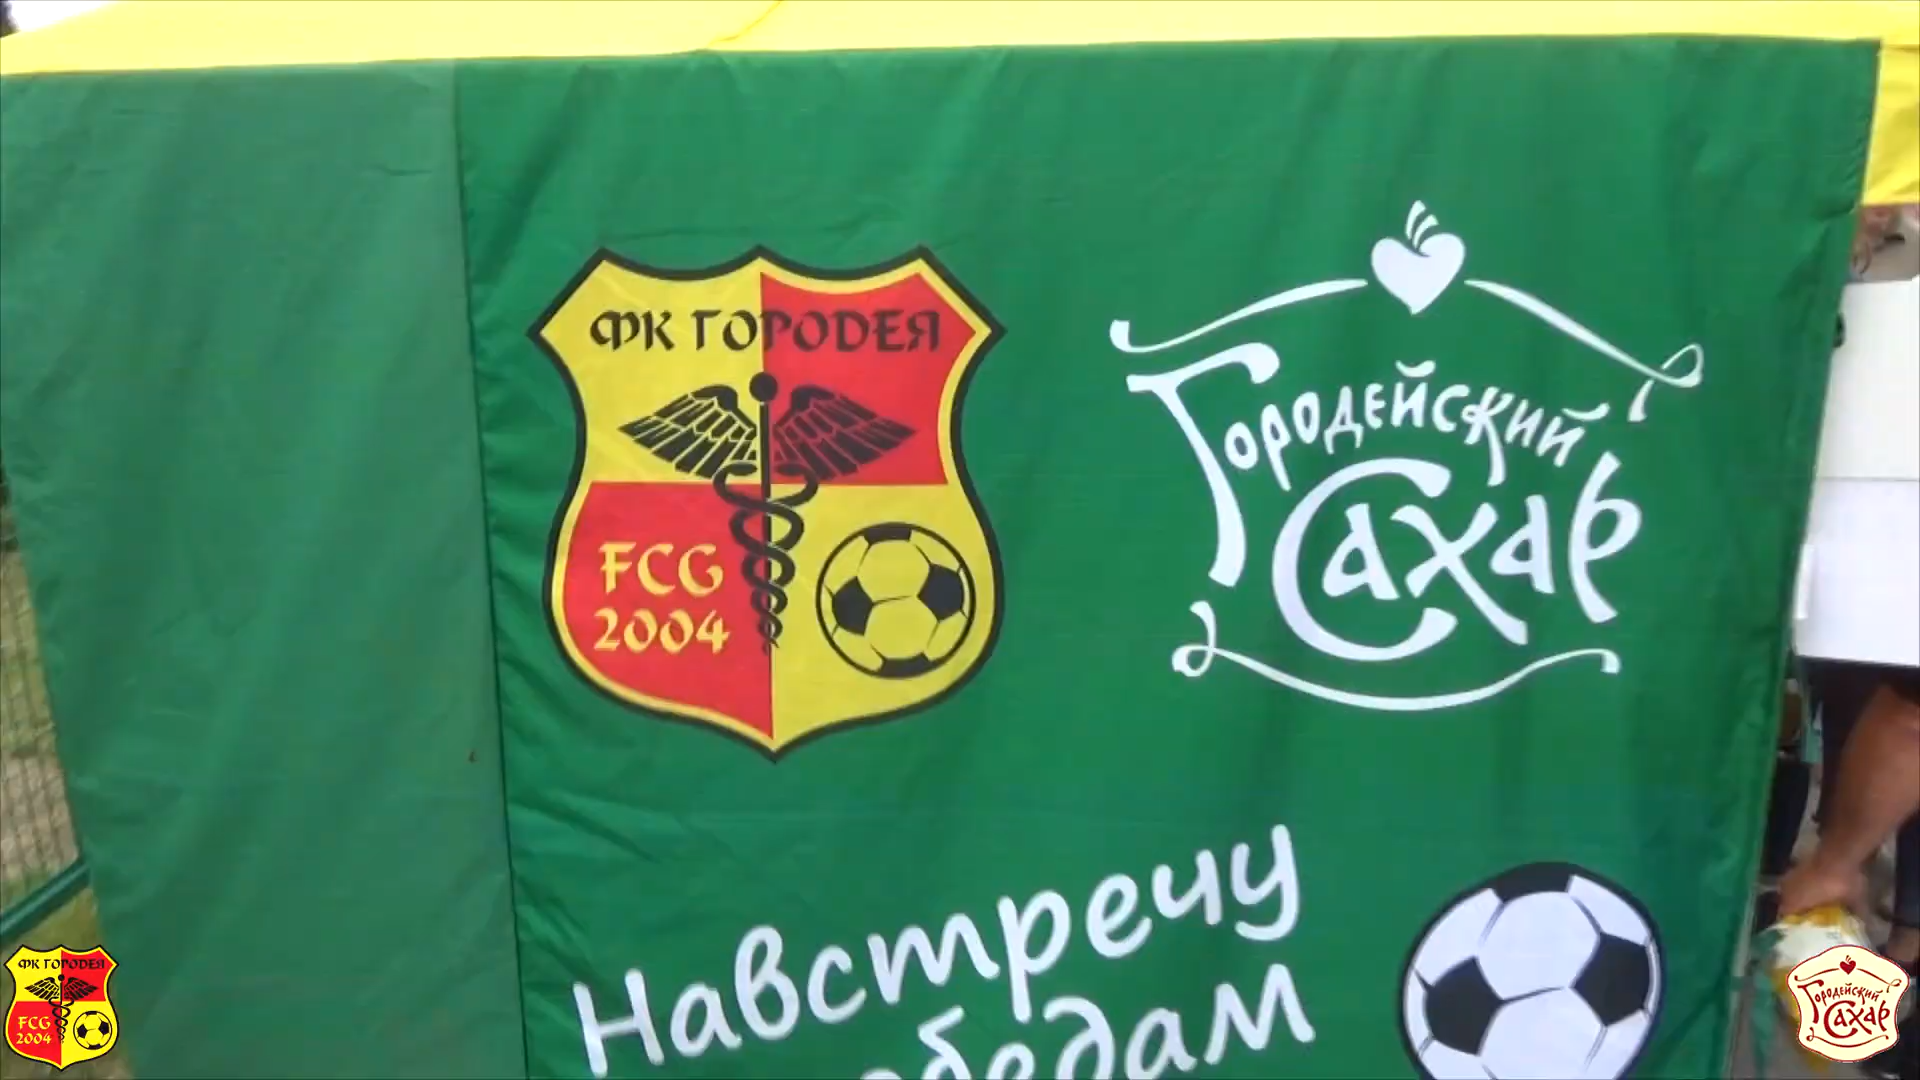 ФК ГОРОДЕЯ
FCG
2004
Городейский
Сахар
Навстречу
ФК ГОРОДЕЯ
FCG
2004
Городейский
Сахар